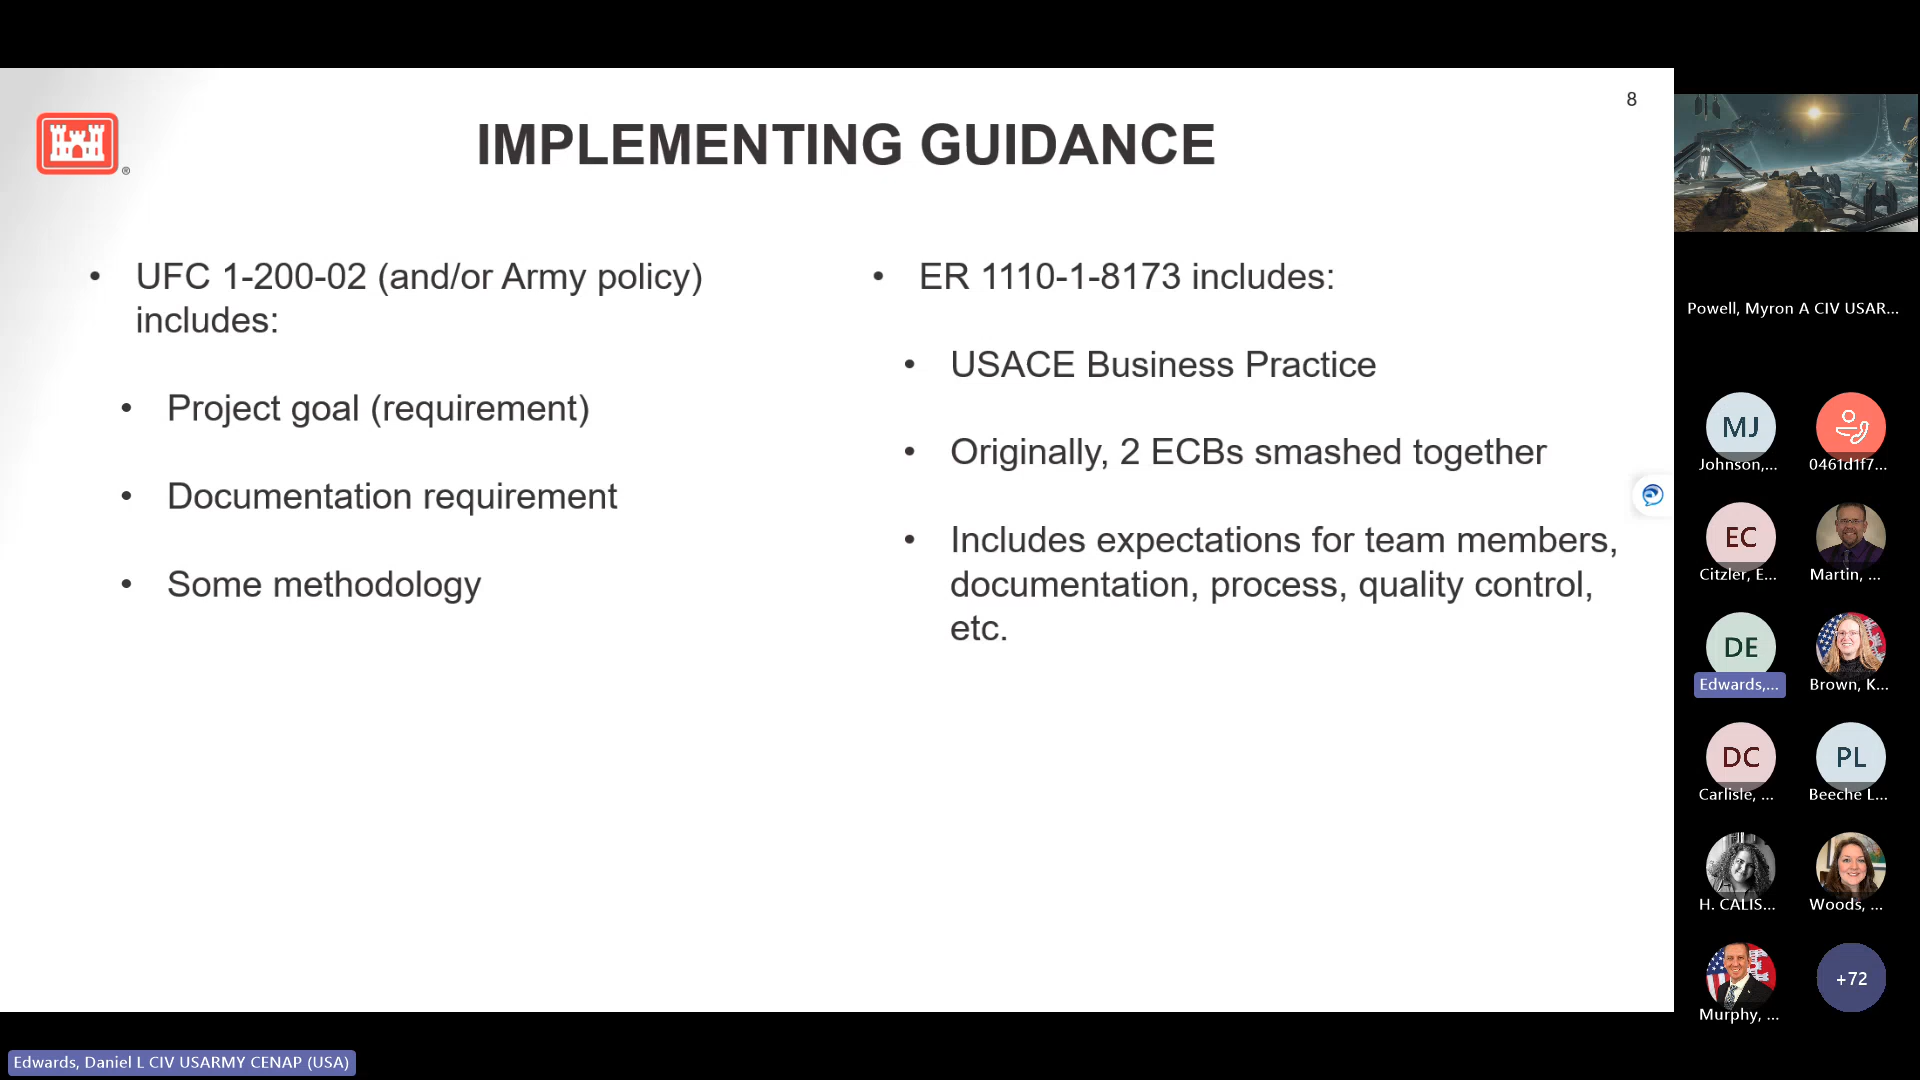 8
IMPLEMENTING GUIDANCE
®
• UFC 1-200-02 (and/or Army policy)
includes:
• Project goal (requirement)
• Documentation requirement
• Some methodology
• ER 1110-1-8173 includes:
• USACE Business Practice
• Originally, 2 ECBs smashed together
• Includes expectations for team members,
documentation, process, quality control,
etc.
Powell, Myron A CIV USAR...
MJ
Johnson,...
0461d1f7...
EC
Citzler, E...
Martin, ...
DE
Edwards,...
Brown, K...
DC
Carlisle, ...
PL
Beeche L...
H. CALIS...
Woods, ...
Murphy, ...
+72
Edwards, Daniel L CIV USARMY CENAP (USA)